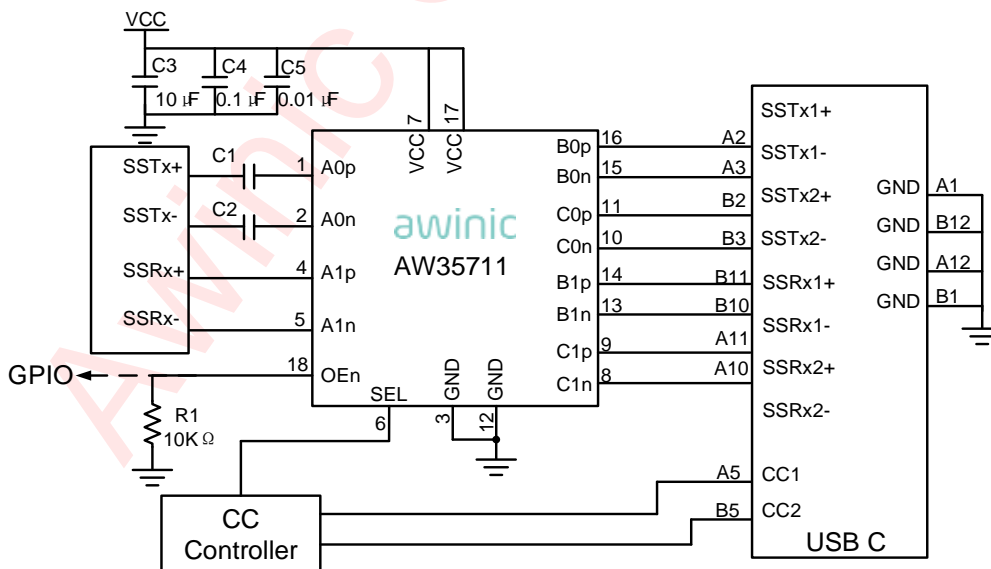 VCC
C3
C4
C5
10 μF
0.1 μF
0.01 μF
7
17
VCC
VCC
SSTx+
C1
1
A0p
SSTx-
C2
2
A0n
SSRx+
4
A1p
SSRx-
5
A1n
GPIO
18
OEn
R1
10KΩ
SEL
6
GND
3
GND
12
awinic
AW35711
B0p
16
A2
B0n
15
A3
C0p
11
B2
C0n
10
B3
B1p
14
B11
B1n
13
B10
C1p
9
A11
C1n
8
A10
SSTx1+
SSTx1-
SSTx2+
SSTx2-
SSRx1+
SSRx1-
SSRx2+
SSRx2-
GND
A1
GND
B12
GND
A12
GND
B1
A5
CC1
B5
CC2
USB C
CC
Controller
Awinic